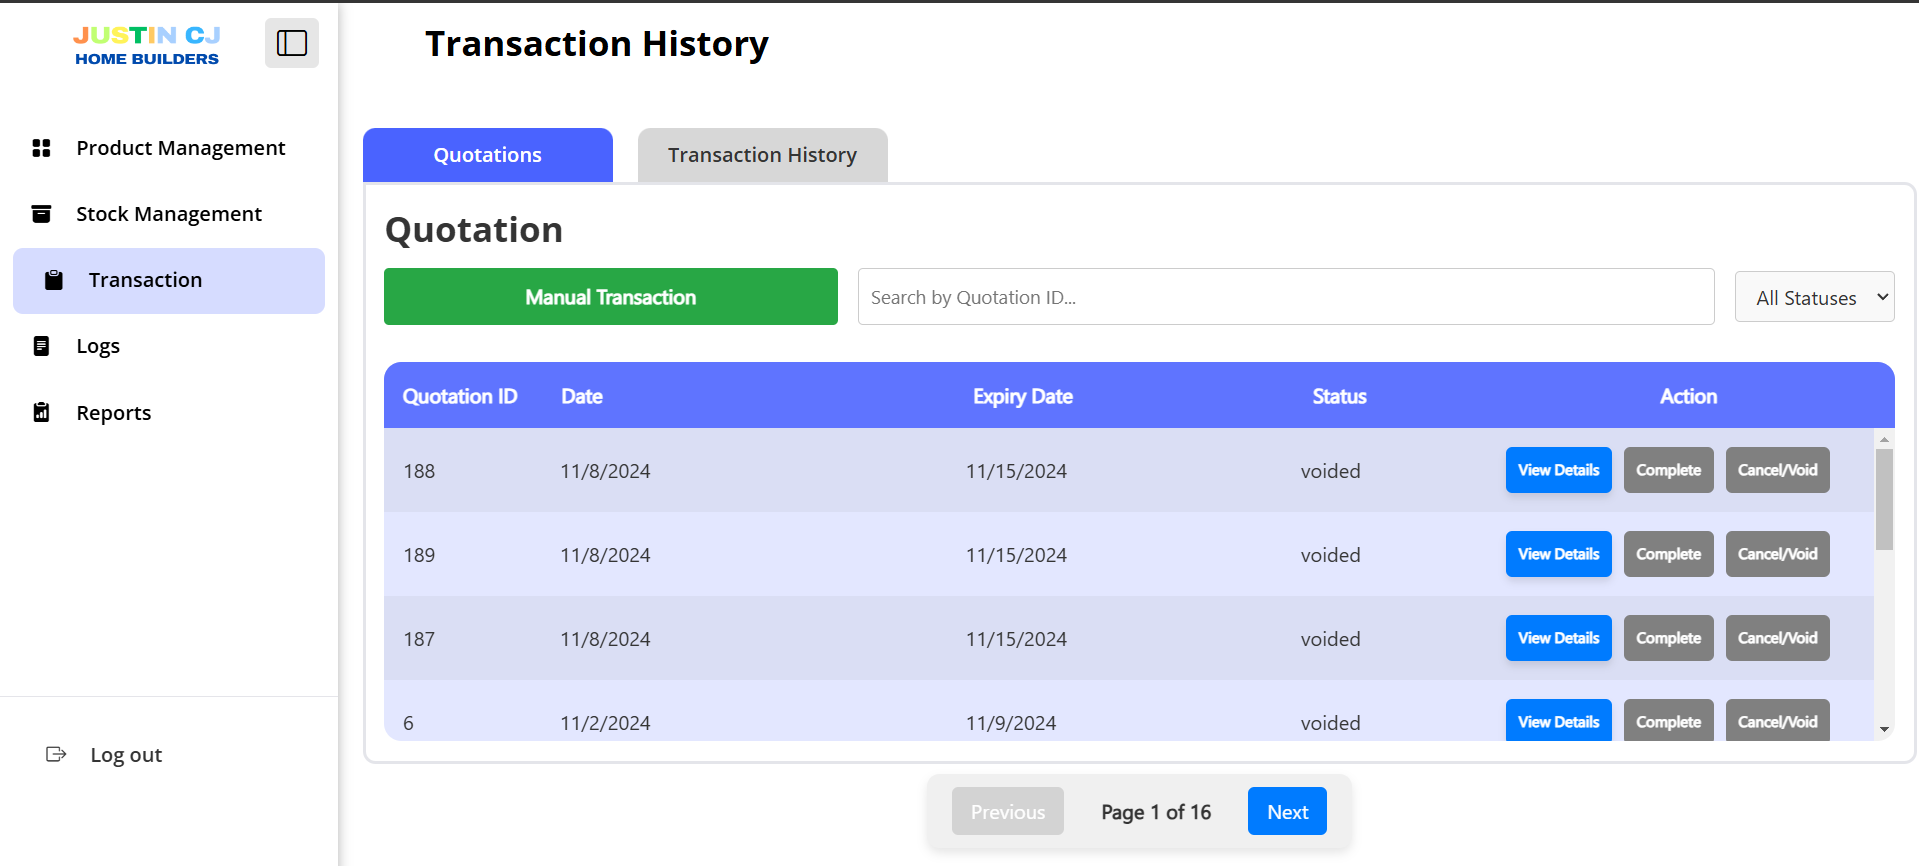 JUSTIN CJ
HOME BUILDERS
Product Management
Stock Management
Transaction
Logs
Reports
Log out
Transaction History
Quotations
Transaction History
Quotation
Manual Transaction
Search by Quotation ID...
All Statuses
Quotation ID Date Expiry Date Status Action
188 11/8/2024 11/15/2024 voided View Details Complete Cancel/Void
189 11/8/2024 11/15/2024 voided View Details Complete Cancel/Void
187 11/8/2024 11/15/2024 voided View Details Complete Cancel/Void
6 11/2/2024 11/9/2024 voided View Details Complete Cancel/Void
Previous Page 1 of 16 Next